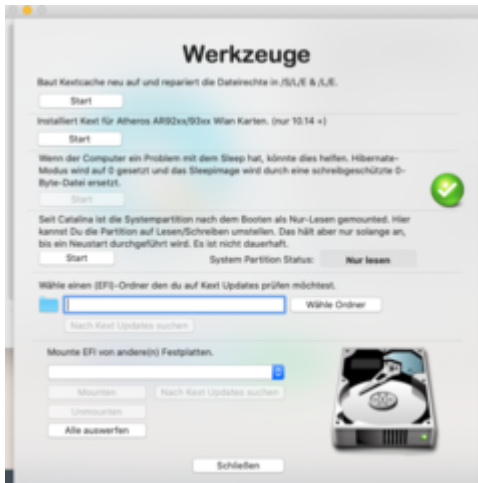 Werkzeuge
Baut Kextcache neu auf und repariert die Dateirechte in /S/L/E & /L/E.
Start
Installiert Kext für Atheros AR92xx/93xx Wlan Karten. (nur 10.14 +)
Start
Wenn der Computer ein Problem mit dem Sleep hat, könnte dies helfen. Hibernate-
Modus wird auf 0 gesetzt und das Sleepimage wird durch eine schreibgeschützte 0-
Byte-Datei ersetzt.
Start
Seit Catalina ist die Systempartition nach dem Booten als Nur-Lesen gemounted. Hier
kannst Du die Partition auf Lesen/Schreiben umstellen. Das hält aber nur solange an,
bis ein Neustart durchgeführt wird. Es ist nicht dauerhaft.
Start System Partition Status: Nur lesen
Wähle einen (EFI)-Ordner den du auf Kext Updates prüfen möchtest.
Wähle Ordner
Nach Kext Updates suchen
Mounte EFI von andere(n) Festplatten.
Mounten Nach Kext Updates suchen
Unmounten
Alle auswerfen
Schließen